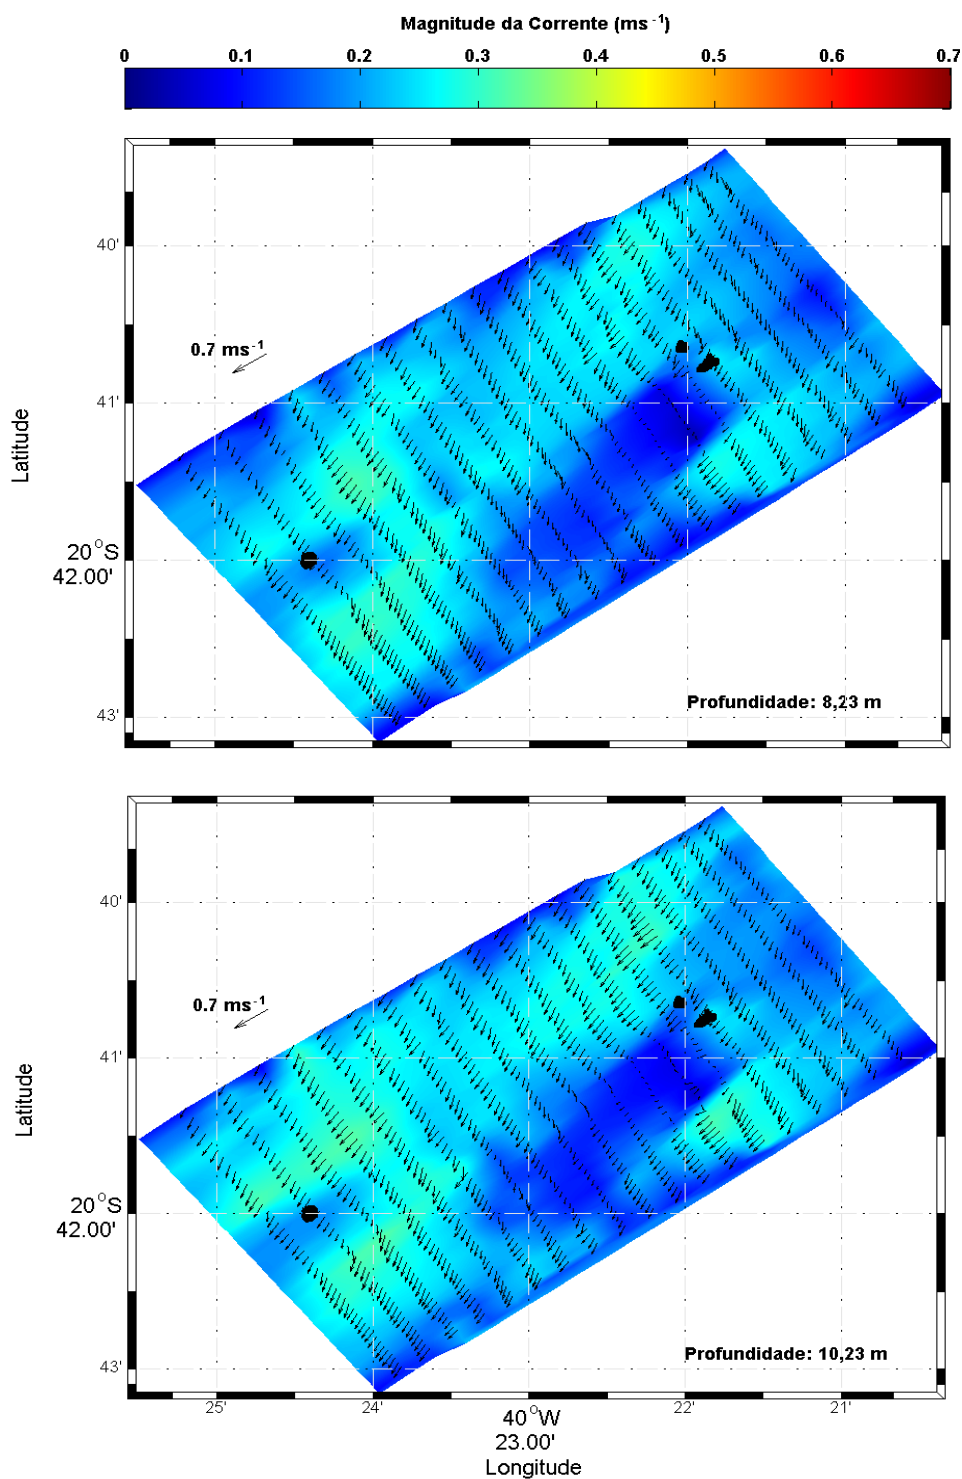 Magnitude da Corrente (ms⁻¹)
0 0.1 0.2 0.3 0.4 0.5 0.6 0.7
40'
0.7 ms⁻¹
41'
Latitude
20°S
42.00'
Profundidade: 8,23 m
43'
40'
0.7 ms⁻¹
41'
Latitude
20°S
42.00'
Profundidade: 10,23 m
43'
25' 24' 40°W 22' 21'
23.00'
Longitude